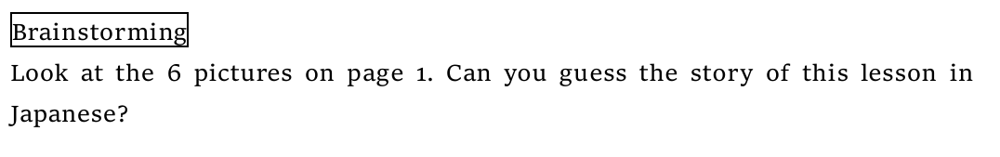 Brainstorming
Look at the 6 pictures on page 1. Can you guess the story of this lesson in
Japanese?